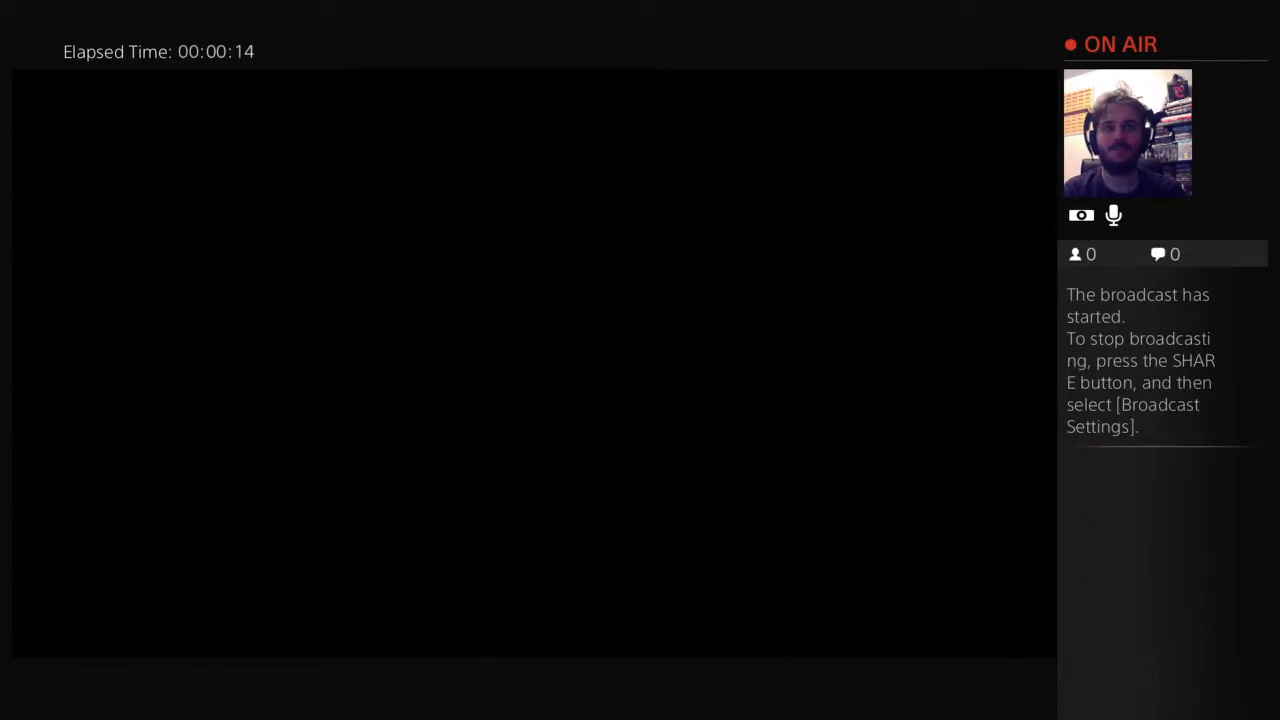 Elapsed Time: 00:00:14
ON AIR
0 0
The broadcast has
started.
To stop broadcasti
ng, press the SHAR
E button, and then
select [Broadcast
Settings].